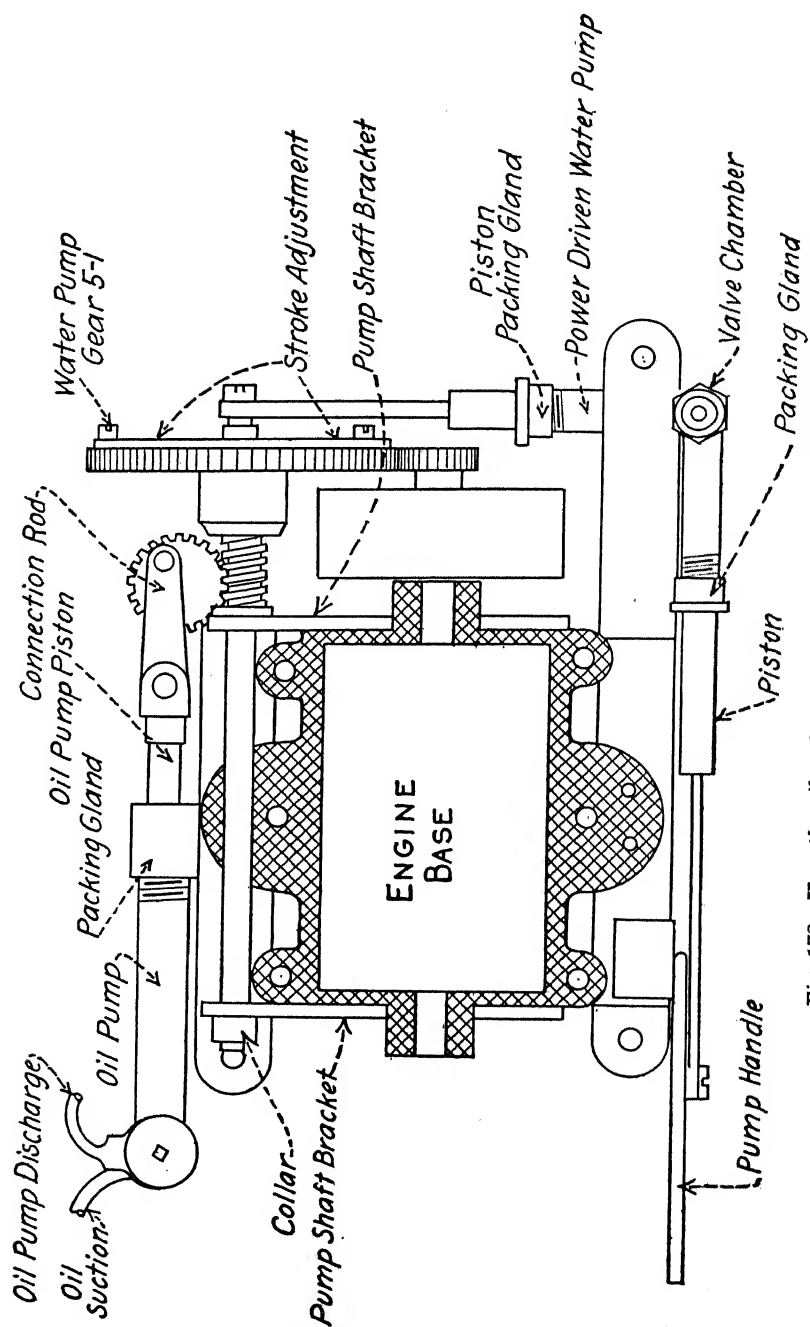 Oil Pump Discharge
Oil
Suction
Oil Pump
Packing Gland
Oil Pump Piston
Connection Rod
Water Pump
Gear 5-1
Stroke Adjustment
Pump Shaft Bracket
Collar
Pump Shaft Bracket
ENGINE
BASE
Piston
Packing Gland
Power Driven Water Pump
Valve Chamber
Packing Gland
Piston
Pump Handle